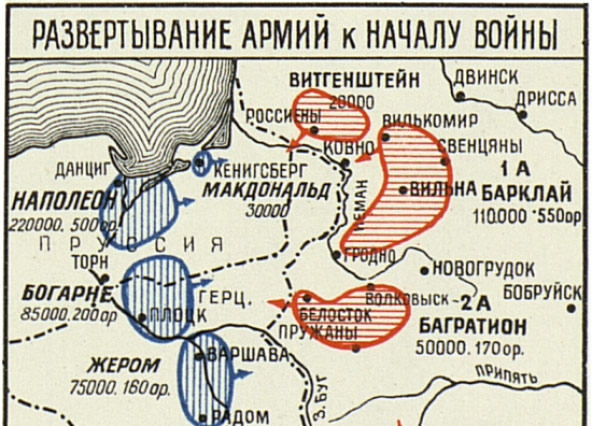 РАЗВЕРТЫВАНИЕ АРМИЙ К НАЧАЛУ ВОЙНЫ
ВИТГЕНШТЕЙН
20000
ДВИНСК
ДРИССА
РОССИЕНЫ
ВИЛЬКОМИР
КОВНО
СВЕНЦЯНЫ
ДАНЦИГ
КЕНИГСБЕРГ
МАКДОНАЛЬД
30000
1 А
БАРКЛАЙ
110.000 - 550ор
ВИЛЬНА
НЕМАН
НАПОЛЕОН
220000, 500ор
ПРУССИЯ
ТОРН
ГРОДНО
НОВОГРУДОК
БОГАРНЕ
85000, 200ор
ГЕРЦ.
ПЛОЦК
БЕЛОСТОК
ВОЛКОВЫСК
2А
БАГРАТИОН
50000. 170ор.
БОБРУЙСК
ПРУЖАНЫ
ЖЕРОМ
75000. 160ор.
ВАРШАВА
РАДОМ
З. БУГ
ПРИПЯТЬ